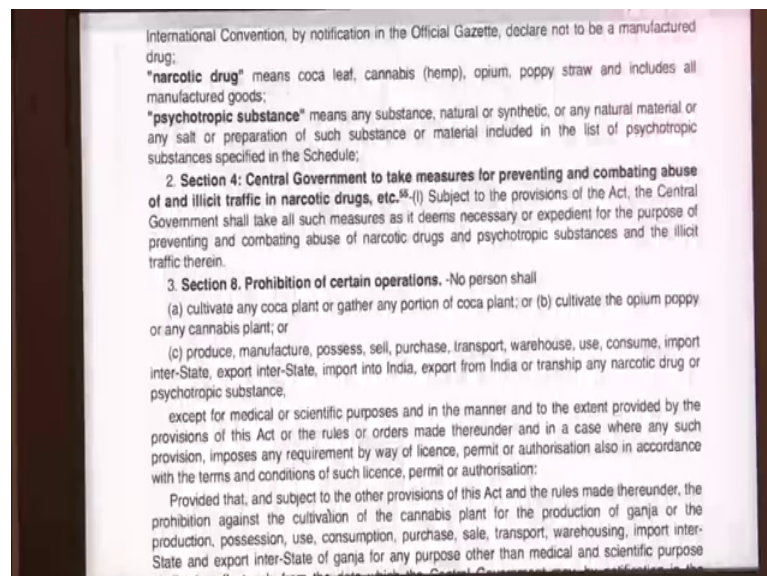 International Convention, by notification in the Official Gazette, declare not to be a manufactured
drug;
"narcotic drug" means coca leaf, cannabis (hemp), opium, poppy straw and includes all
manufactured goods;
"psychotropic substance" means any substance, natural or synthetic, or any natural material or
any salt or preparation of such substance or material included in the list of psychotropic
substances specified in the Schedule;
2. Section 4: Central Government to take measures for preventing and combating abuse
of and illicit traffic in narcotic drugs, etc.⁵⁵-(l) Subject to the provisions of the Act, the Central
Government shall take all such measures as it deems necessary or expedient for the purpose of
preventing and combating abuse of narcotic drugs and psychotropic substances and the illicit
traffic therein.
3. Section 8. Prohibition of certain operations. -No person shall
(a) cultivate any coca plant or gather any portion of coca plant; or (b) cultivate the opium poppy
or any cannabis plant; or
(c) produce, manufacture, possess, sell, purchase, transport, warehouse, use, consume, import
inter-State, export inter-State, import into India, export from India or tranship any narcotic drug or
psychotropic substance,
except for medical or scientific purposes and in the manner and to the extent provided by the
provisions of this Act or the rules or orders made thereunder and in a case where any such
provision, imposes any requirement by way of licence, permit or authorisation also in accordance
with the terms and conditions of such licence, permit or authorisation:
Provided that, and subject to the other provisions of this Act and the rules made thereunder, the
prohibition against the cultivation of the cannabis plant for the production of ganja or the
production, possession, use, consumption, purchase, sale, transport, warehousing, import inter-
State and export inter-State of ganja for any purpose other than medical and scientific purpose